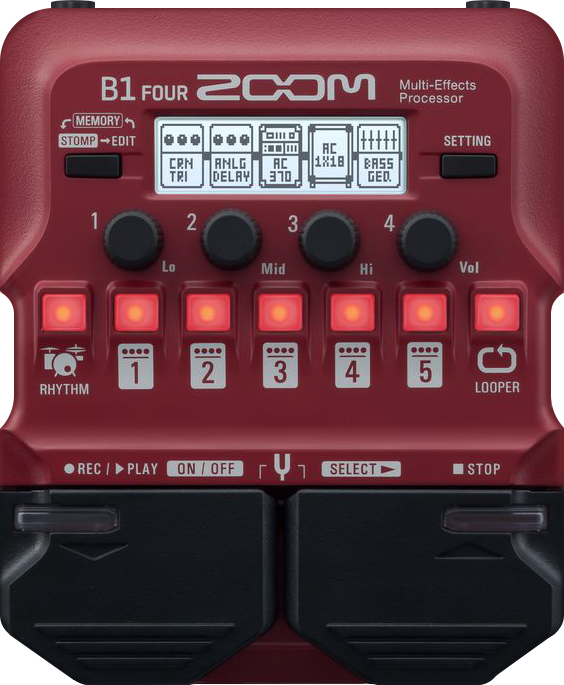 B1 FOUR ZOOM
Multi-Effects
Processor
MEMORY
STOMP → EDIT
SETTING
CRN
TRI
ANLG
DELAY
AC
370
AC
1X18
BASS
GEQ.
1
2
3
4
Lo
Mid
Hi
Vol
RHYTHM
1
2
3
4
5
LOOPER
●REC / ▶PLAY
ON / OFF
SELECT►
■STOP